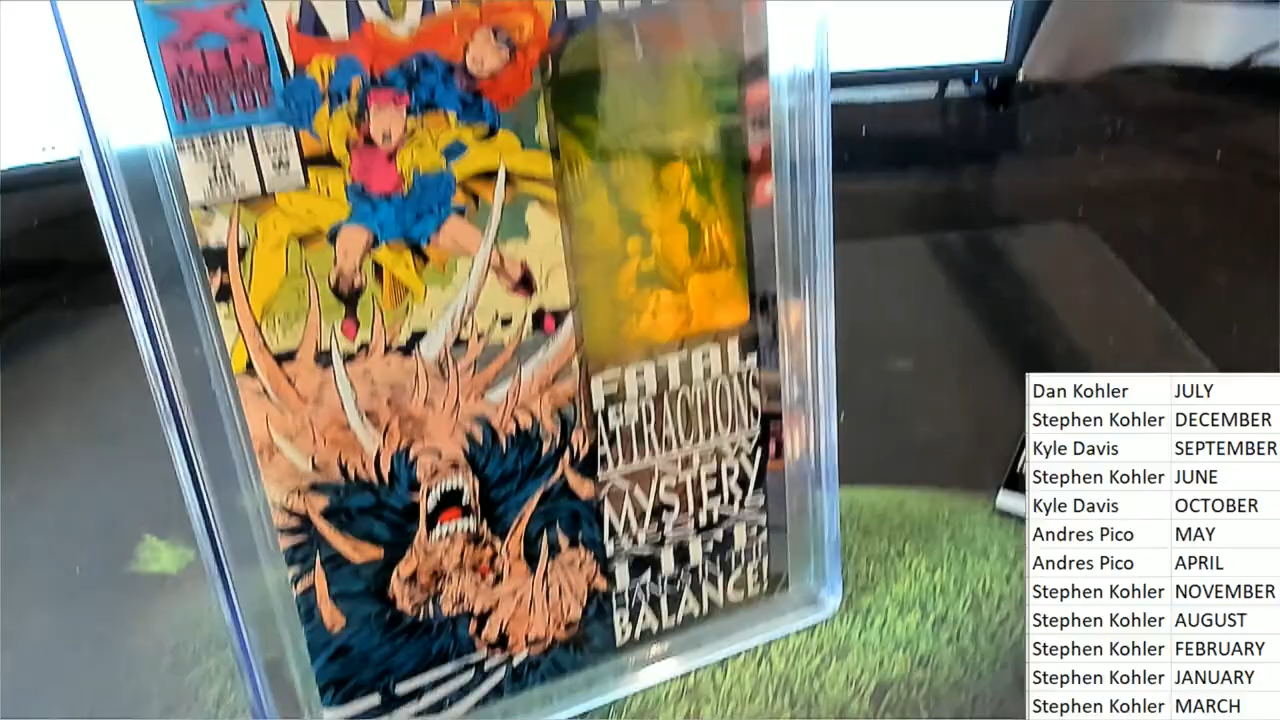 FATAL
ATTRACTIONS
MYSTERY
BALANCE!
Dan Kohler JULY
Stephen Kohler DECEMBER
Kyle Davis SEPTEMBER
Stephen Kohler JUNE
Kyle Davis OCTOBER
Andres Pico MAY
Andres Pico APRIL
Stephen Kohler NOVEMBER
Stephen Kohler AUGUST
Stephen Kohler FEBRUARY
Stephen Kohler JANUARY
Stephen Kohler MARCH